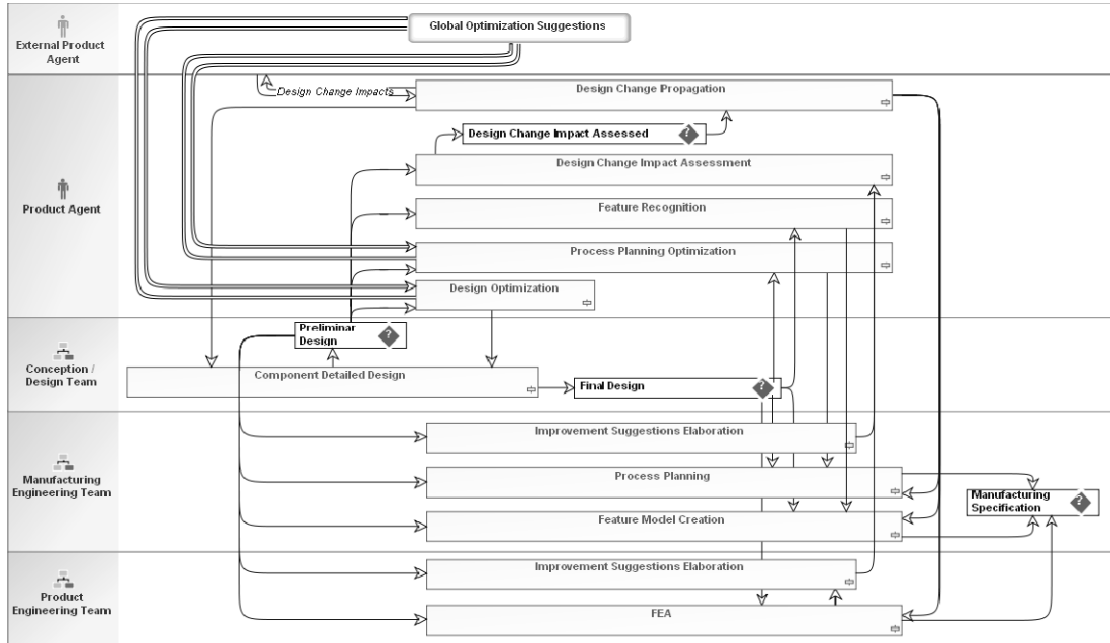 Global Optimization Suggestions
External Product
Agent
Design Change Impacts
Design Change Propagation
Design Change Impact Assessed
Design Change Impact Assessment
Product Agent
Feature Recognition
Process Planning Optimization
Design Optimization
Preliminar
Design
Conception /
Design Team
Component Detailed Design
Final Design
Improvement Suggestions Elaboration
Manufacturing
Engineering Team
Process Planning
Manufacturing
Specification
Feature Model Creation
Improvement Suggestions Elaboration
Product
Engineering Team
FEA